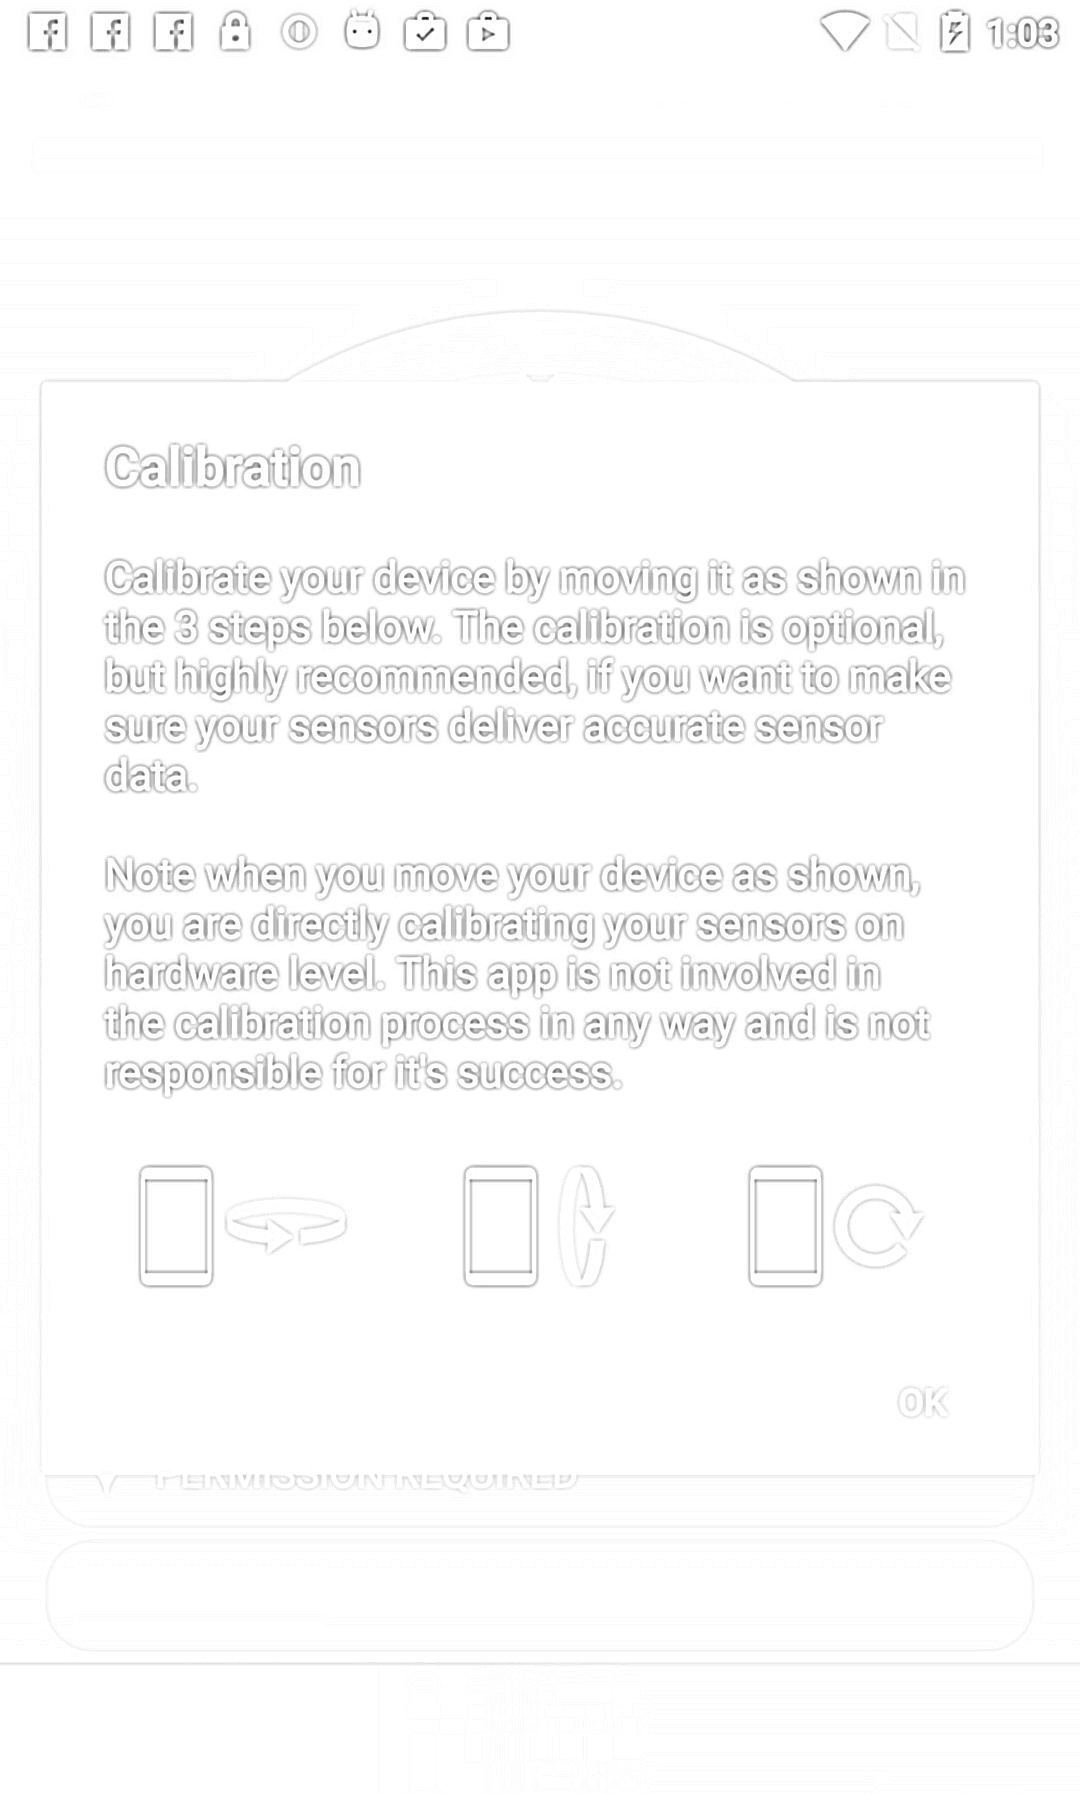 1:03
Calibration
Calibrate your device by moving it as shown in
the 3 steps below. The calibration is optional,
but highly recommended, if you want to make
sure your sensors deliver accurate sensor
data.
Note when you move your device as shown,
you are directly calibrating your sensors on
hardware level. This app is not involved in
the calibration process in any way and is not
responsible for it's success.
OK
PERMISSION REQUIRED